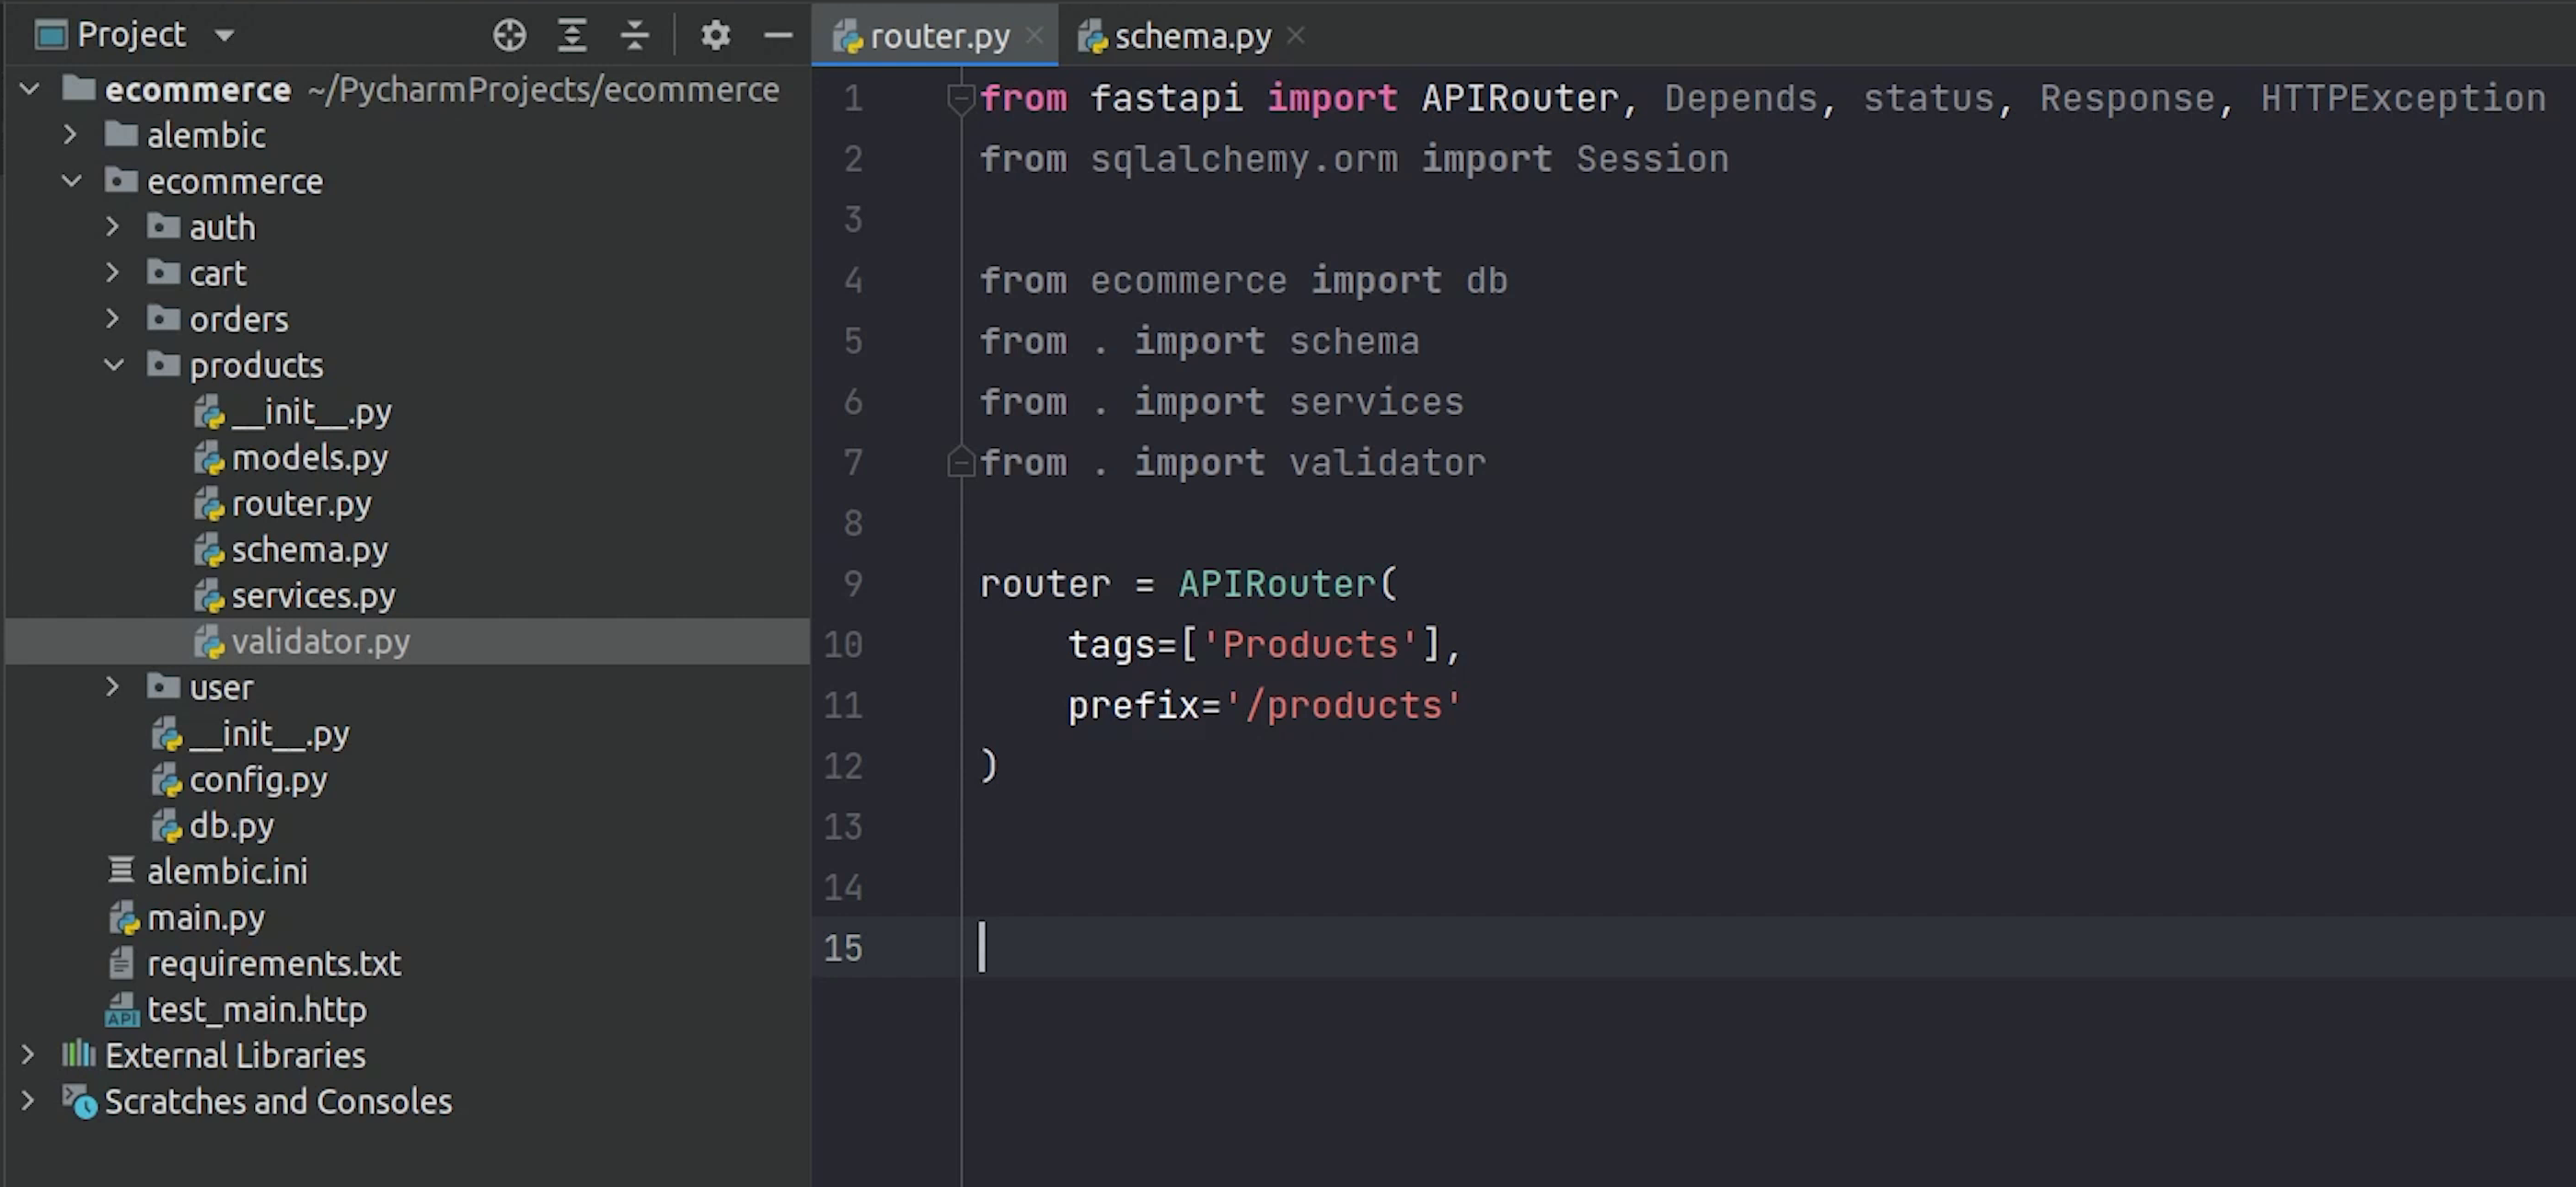 Project
ecommerce ~/PycharmProjects/ecommerce
alembic
ecommerce
auth
cart
orders
products
__init__.py
models.py
router.py
schema.py
services.py
validator.py
user
__init__.py
config.py
db.py
alembic.ini
main.py
requirements.txt
API test_main.http
External Libraries
Scratches and Consoles
router.py schema.py
1 from fastapi import APIRouter, Depends, status, Response, HTTPException
2 from sqlalchemy.orm import Session
3
4 from ecommerce import db
5 from . import schema
6 from . import services
7 from . import validator
8
9 router = APIRouter(
10     tags=['Products'],
11     prefix='/products'
12 )
13
14
15